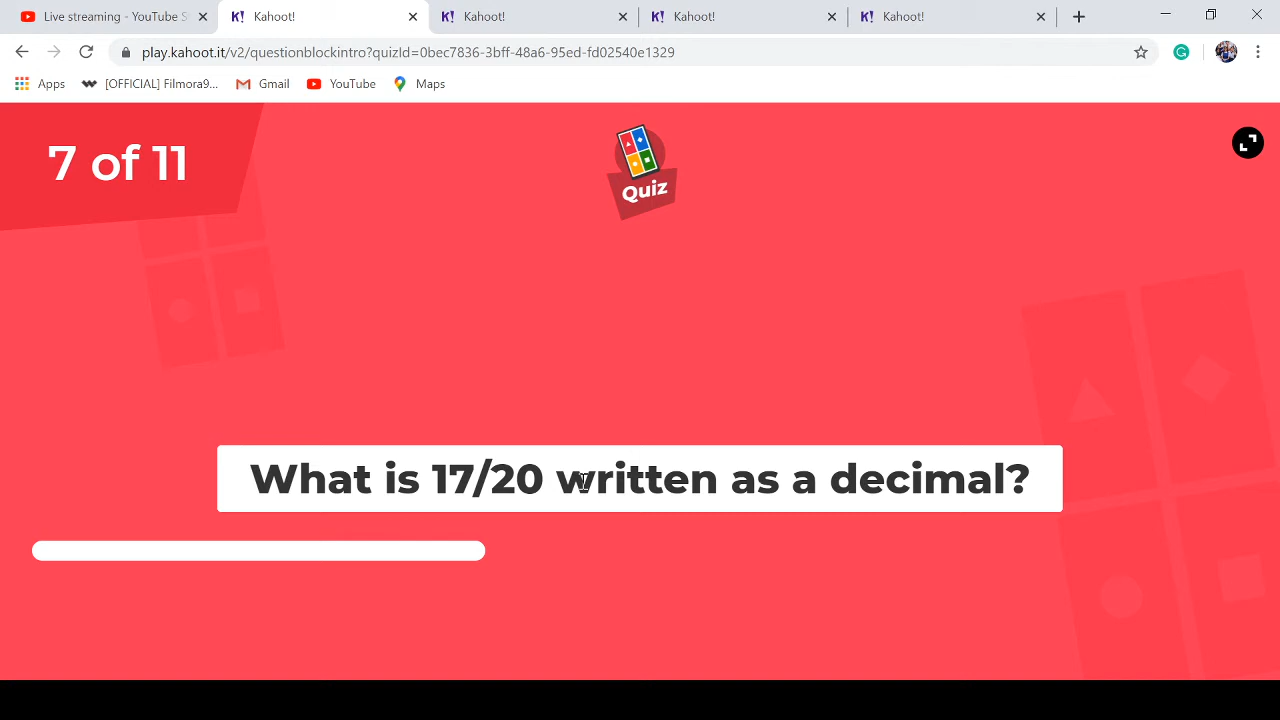 Live streaming - YouTube S
Kahoot!
Kahoot!
Kahoot!
Kahoot!
play.kahoot.it/v2/questionblockintro?quizId=0bec7836-3bff-48a6-95ed-fd02540e1329
Apps
[OFFICIAL] Filmora9...
Gmail
YouTube
Maps
7 of 11
Quiz
What is 17/20 written as a decimal?